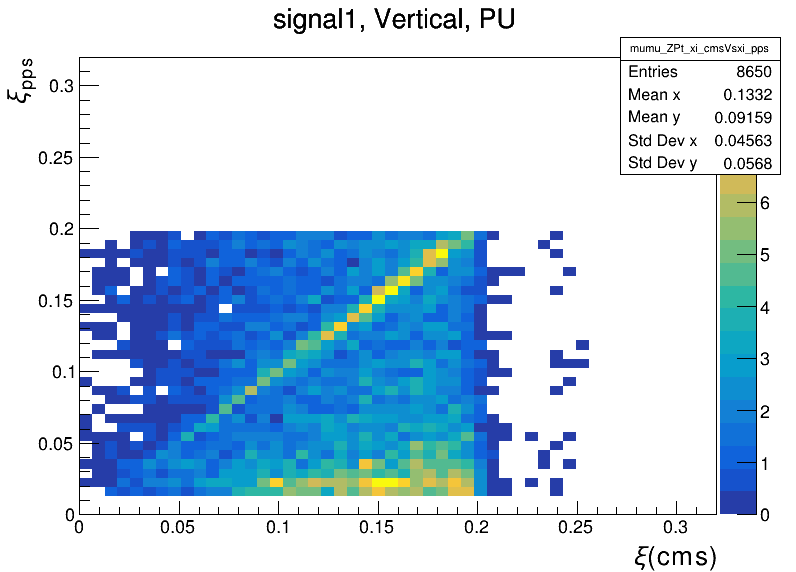 signal1, Vertical, PU
mumu_ZPt_xi_cmsVsxi_pps
Entries 8650
Mean x 0.1332
Mean y 0.09159
Std Dev x 0.04563
Std Dev y 0.0568
ξpps
0.3
0.25
0.2
0.15
0.1
0.05
0
0 0.05 0.1 0.15 0.2 0.25 0.3
ξ(cms)
6
5
4
3
2
1
0